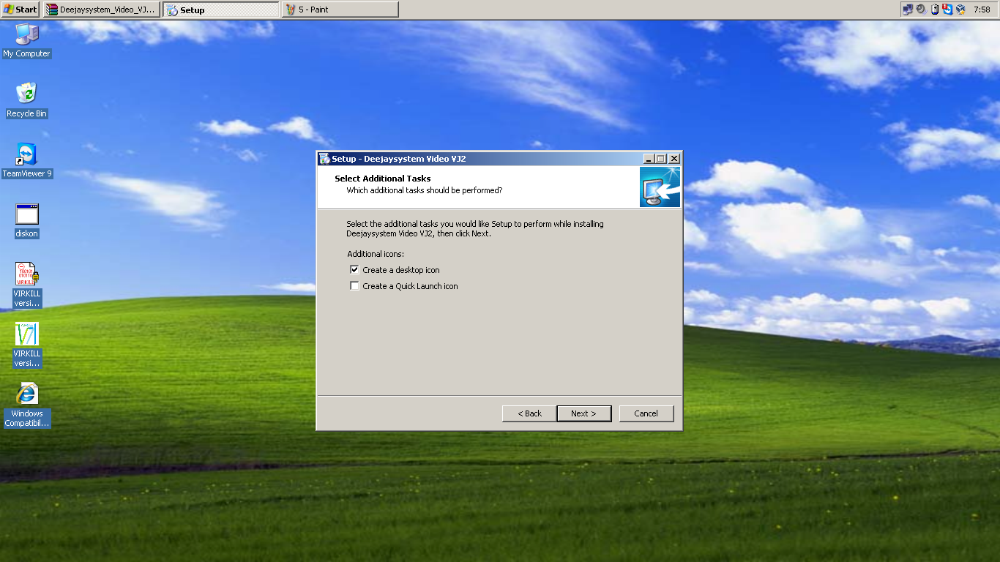 Start
Deejaysystem_Video_VJ...
Setup
5 - Paint
7:58
My Computer
Recycle Bin
TeamViewer 9
diskon
VIRKILL
versi...
VIRKILL
versi...
Windows
Compatibil...
Setup - Deejaysystem Video VJ2
Select Additional Tasks
Which additional tasks should be performed?
Select the additional tasks you would like Setup to perform while installing
Deejaysystem Video VJ2, then click Next.
Additional icons:
Create a desktop icon
Create a Quick Launch icon
< Back
Next >
Cancel